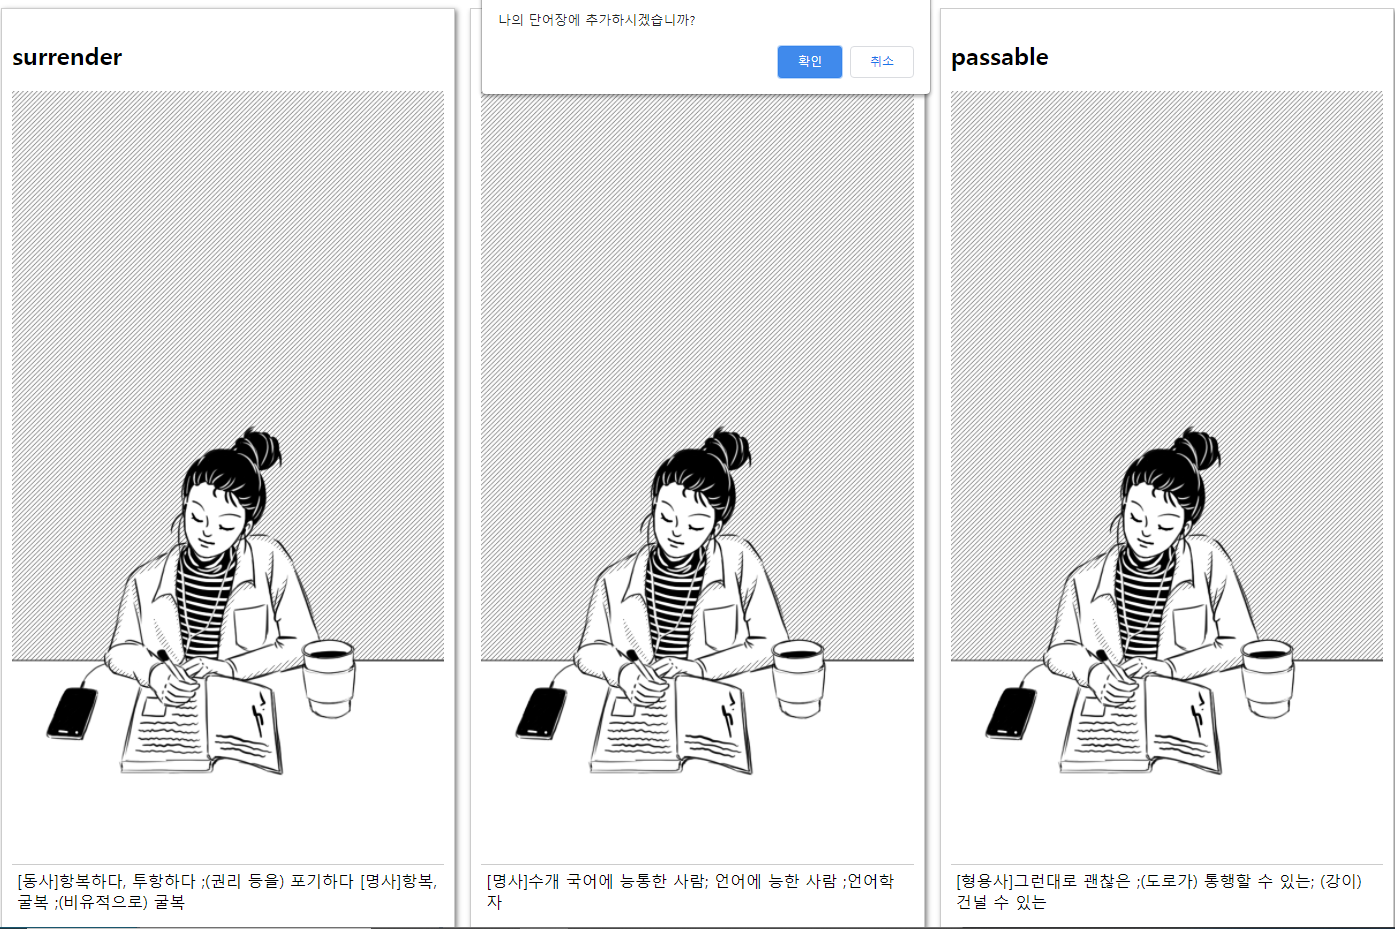 나의 단어장에 추가하시겠습니까?
확인
취소
surrender
[동사]항복하다, 투항하다 ;(권리 등을) 포기하다 [명사]항복,
굴복 ;(비유적으로) 굴복
[명사]수개 국어에 능통한 사람; 언어에 능한 사람 ;언어학
자
passable
[형용사]그런대로 괜찮은 ;(도로가) 통행할 수 있는; (강이)
건널 수 있는